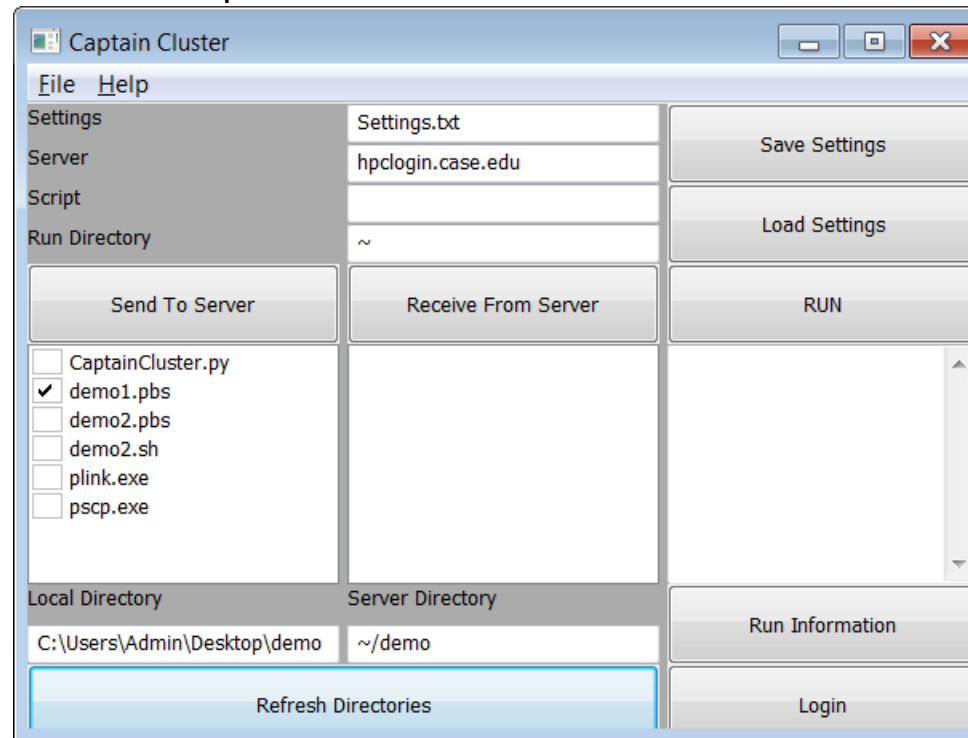 Captain Cluster
File Help
Settings
Settings.txt
Save Settings
Server
hpclogin.case.edu
Script
Load Settings
Run Directory
~
Send To Server
Receive From Server
RUN
CaptainCluster.py
demo1.pbs
demo2.pbs
demo2.sh
plink.exe
pscp.exe
Local Directory
Server Directory
Run Information
C:\Users\Admin\Desktop\demo
~/demo
Refresh Directories
Login